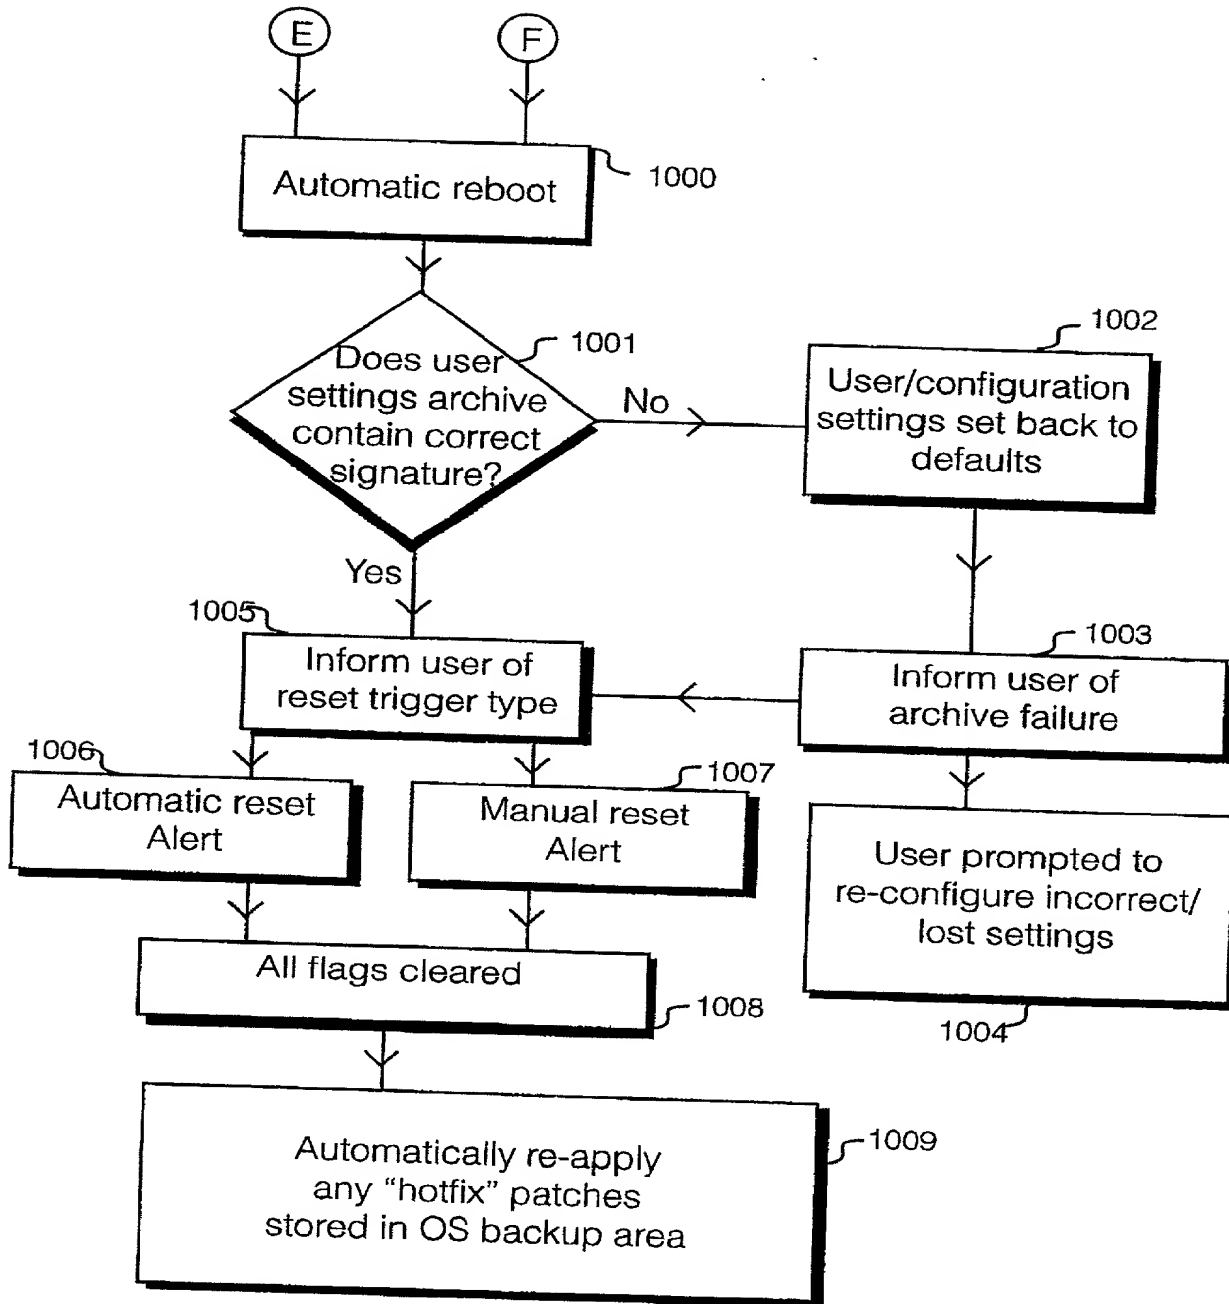 E
F
Automatic reboot
1000
Does user
settings archive
contain correct
signature?
1001
No
1002
User/configuration
settings set back to
defaults
Yes
1005
Inform user of
reset trigger type
1003
Inform user of
archive failure
1006
Automatic reset
Alert
1007
Manual reset
Alert
User prompted to
re-configure incorrect/
lost settings
1004
All flags cleared
1008
Automatically re-apply
any “hotfix” patches
stored in OS backup area
1009